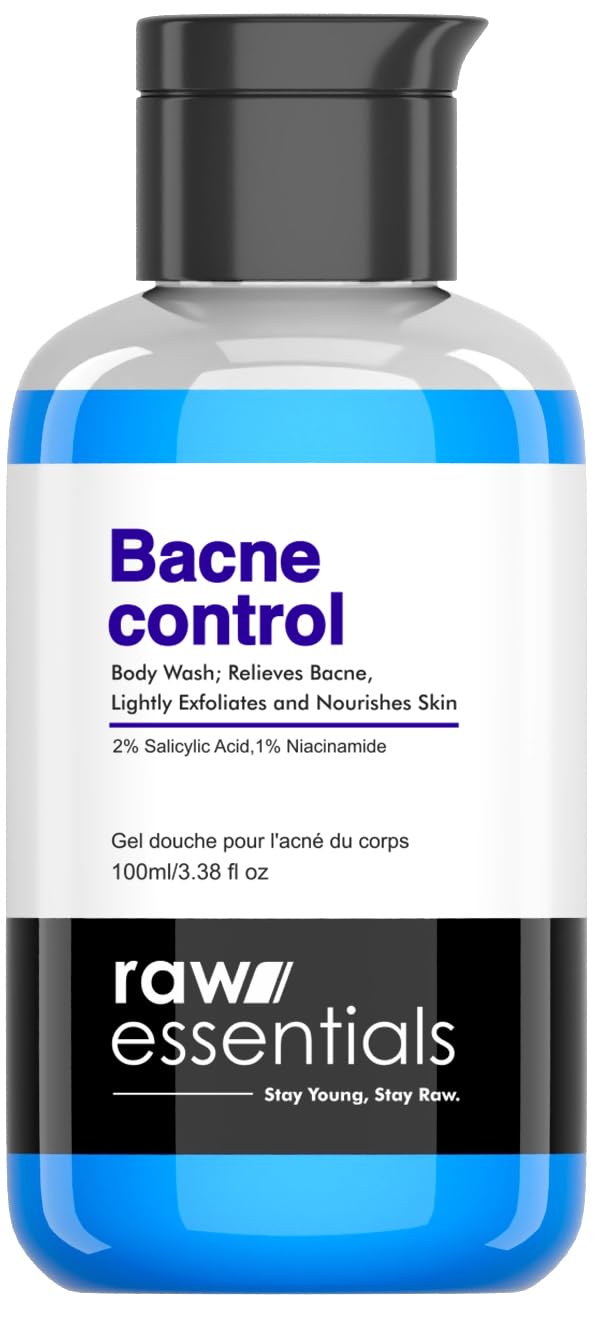 Bacne
control
Body Wash; Relieves Bacne,
Lightly Exfoliates and Nourishes Skin
2% Salicylic Acid,1% Niacinamide
Gel douche pour l'acné du corps
100ml/3.38 fl oz
raw
essentials
Stay Young, Stay Raw.